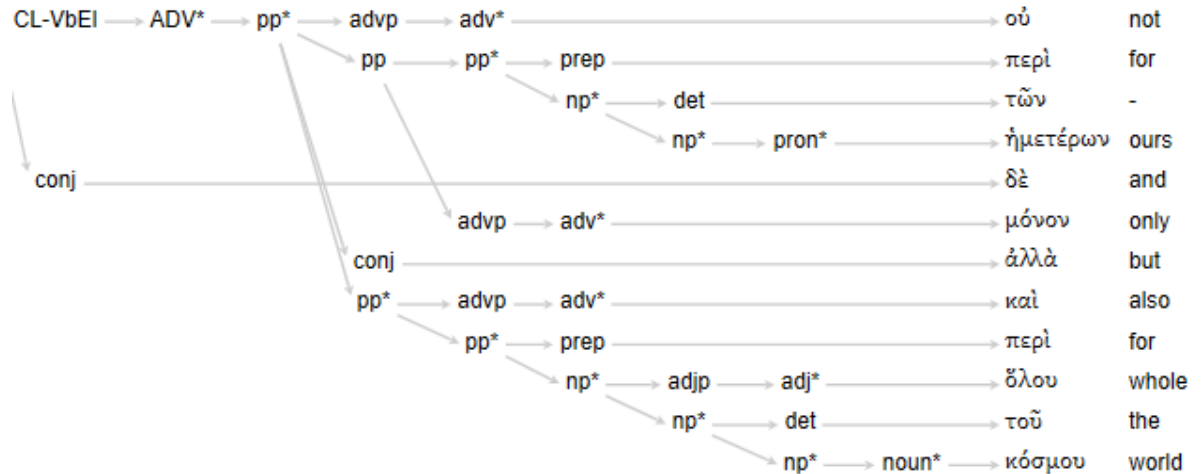 CL-VbEl ADV* pp* advp adv* οὐ not
pp pp* prep περὶ for
np* det τῶν -
np* pron* ἡμετέρων ours
conj δὲ and
advp adv* μόνον only
conj ἀλλὰ but
pp* advp adv* καὶ also
pp* prep περὶ for
np* adjp adj* ὅλου whole
np* det τοῦ the
np* noun* κόσμου world